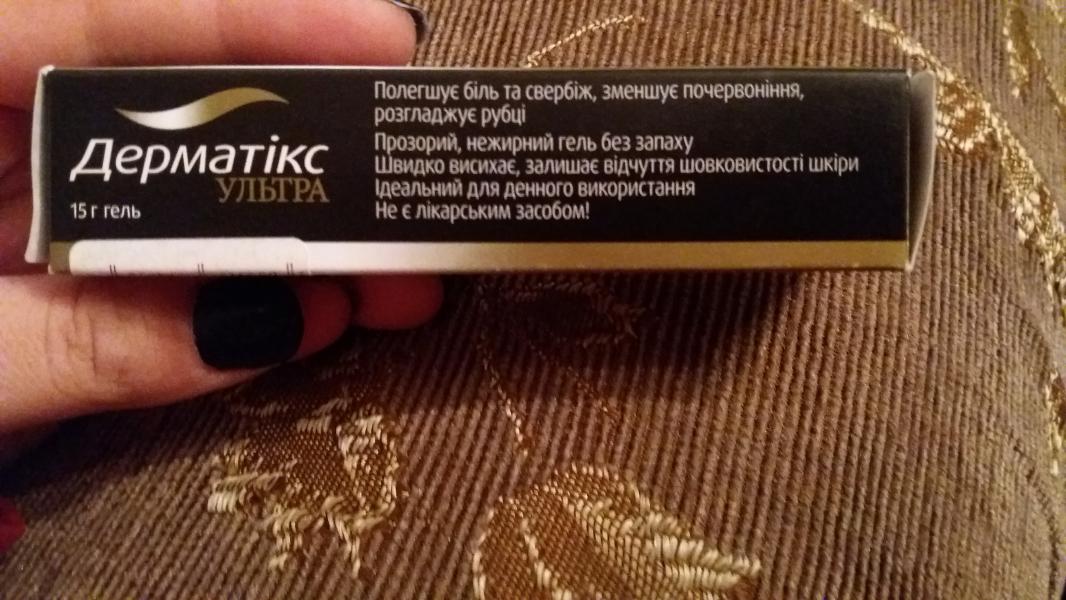 Дерматікс
УЛЬТРА
15 г гель
Полегшує біль та свербіж, зменшує почервоніння,
розгладжує рубці
Прозорий, нежирний гель без запаху
Швидко висихає, залишає відчуття шовковистості шкіри
Ідеальний для денного використання
Не є лікарським засобом!